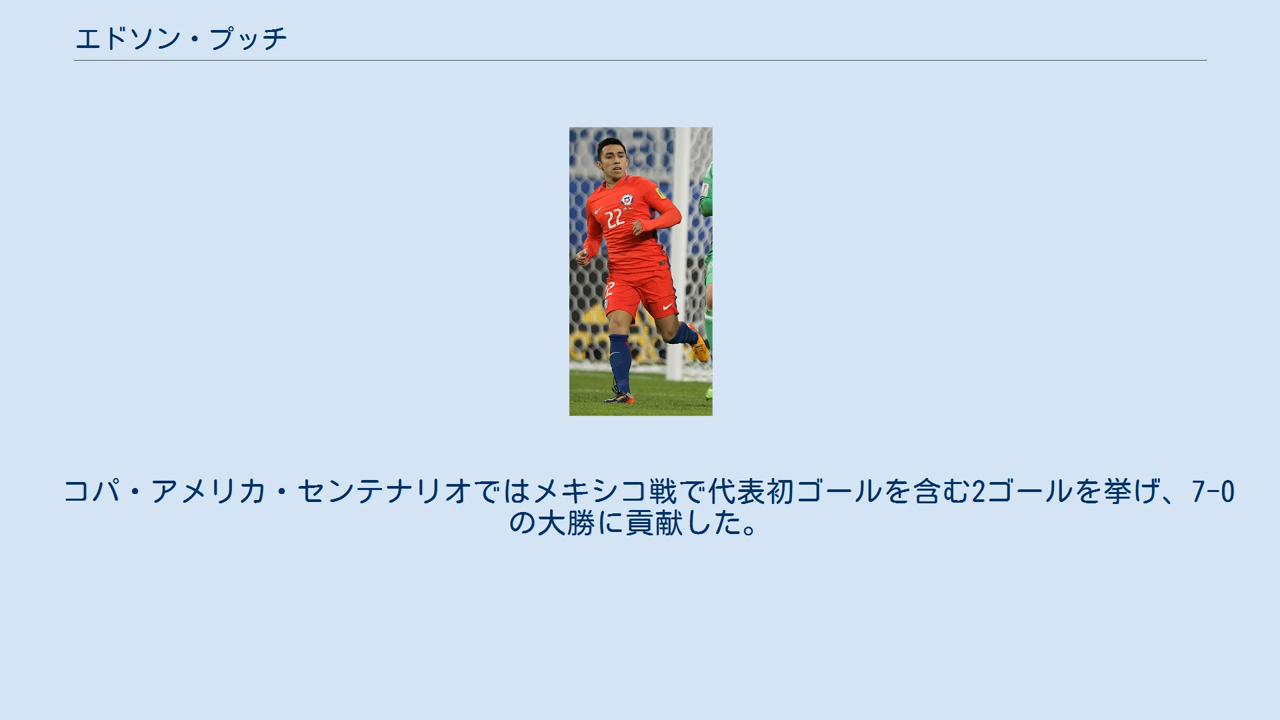 エドソン・プッチ
22
コパ・アメリカ・センテナリオではメキシコ戦で代表初ゴールを含む2ゴールを挙げ、7-0
の大勝に貢献した。